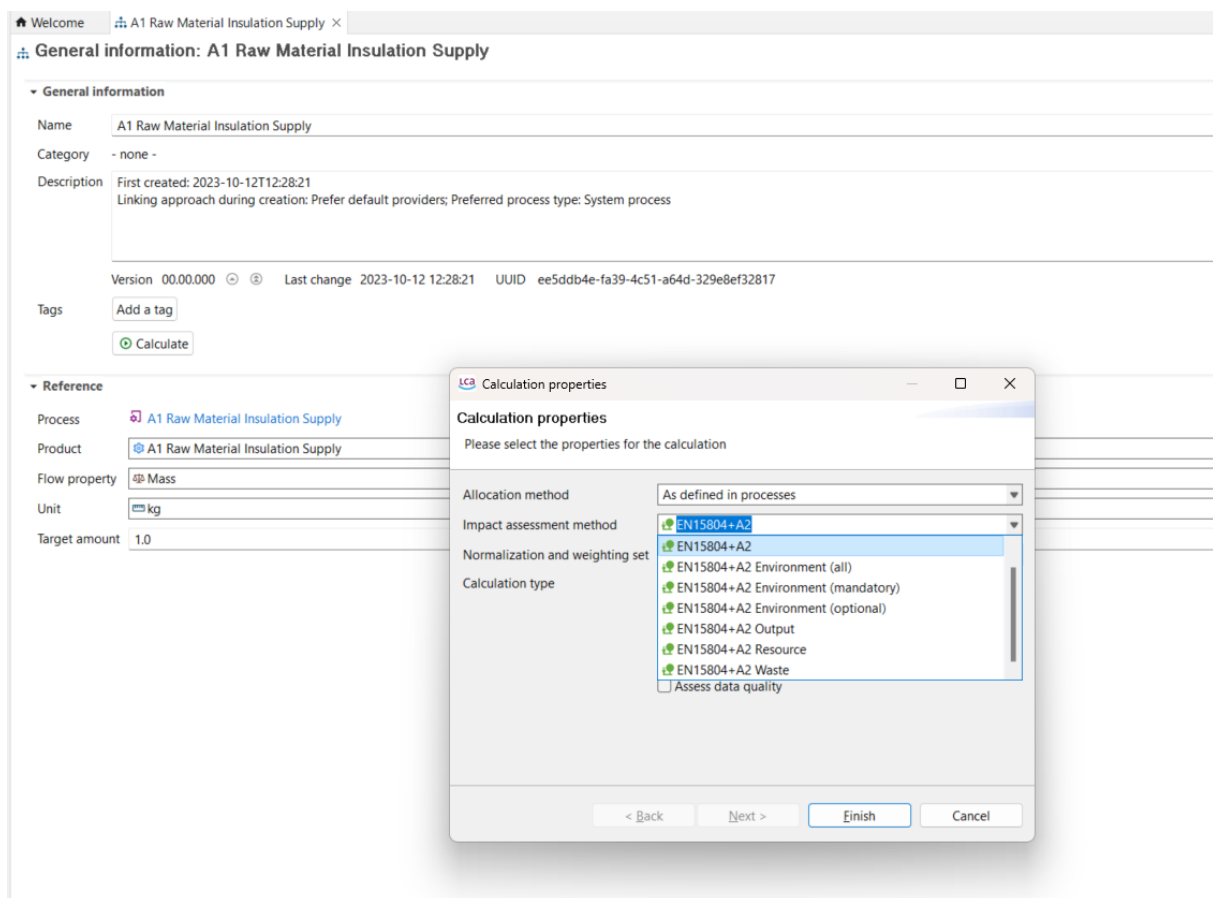 Welcome
A1 Raw Material Insulation Supply
General information: A1 Raw Material Insulation Supply
General information
Name A1 Raw Material Insulation Supply
Category - none -
Description First created: 2023-10-12T12:28:21
Linking approach during creation: Prefer default providers; Preferred process type: System process
Version 00.00.000 Last change 2023-10-12 12:28:21 UUID ee5ddb4e-fa39-4c51-a64d-329e8ef32817
Tags Add a tag
Calculate
Reference
Process A1 Raw Material Insulation Supply
Product A1 Raw Material Insulation Supply
Flow property Mass
Unit kg
Target amount 1.0
LCA Calculation properties
Calculation properties
Please select the properties for the calculation
Allocation method As defined in processes
Impact assessment method EN15804+A2
Normalization and weighting set
Calculation type
EN15804+A2
EN15804+A2 Environment (all)
EN15804+A2 Environment (mandatory)
EN15804+A2 Environment (optional)
EN15804+A2 Output
EN15804+A2 Resource
EN15804+A2 Waste
Assess data quality
< Back Next > Finish Cancel